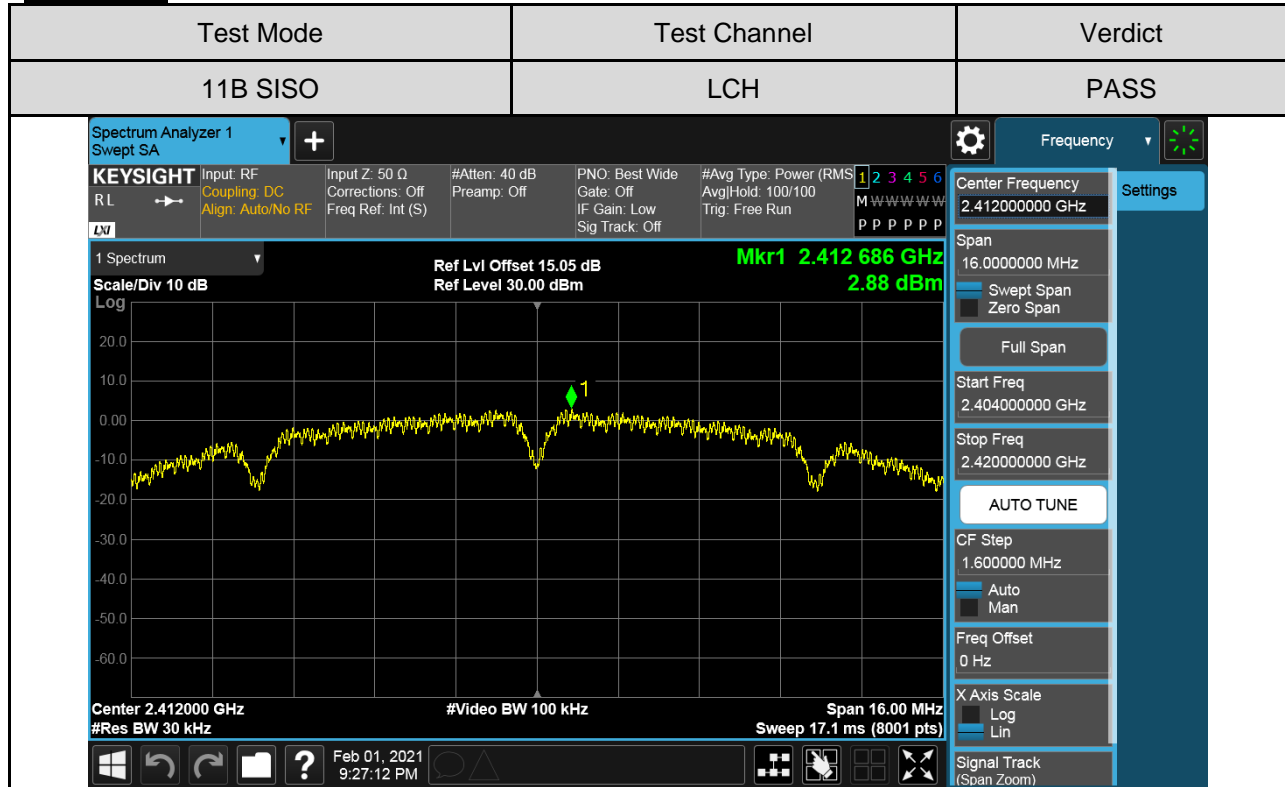 Test Mode Test Channel Verdict
11B SISO LCH PASS
Spectrum Analyzer 1
Swept SA
+
Frequency
KEYSIGHT
R L
LXI
Input: RF
Coupling: DC
Align: Auto/No RF
Input Z: 50 Ω
Corrections: Off
Freq Ref: Int (S)
#Atten: 40 dB
Preamp: Off
PNO: Best Wide
Gate: Off
IF Gain: Low
Sig Track: Off
#Avg Type: Power (RMS
Avg|Hold: 100/100
Trig: Free Run
1 2 3 4 5 6
M W W W W W
P P P P P P
Center Frequency
2.412000000 GHz
Settings
1 Spectrum
Scale/Div 10 dB
Ref Lvl Offset 15.05 dB
Ref Level 30.00 dBm
Mkr1 2.412 686 GHz
2.88 dBm
Log
20.0
10.0
0.00
-10.0
-20.0
-30.0
-40.0
-50.0
-60.0
1
Center 2.412000 GHz
#Res BW 30 kHz
#Video BW 100 kHz
Span 16.00 MHz
Sweep 17.1 ms (8001 pts)
Span
16.0000000 MHz
Swept Span
Zero Span
Full Span
Start Freq
2.404000000 GHz
Stop Freq
2.420000000 GHz
AUTO TUNE
CF Step
1.600000 MHz
Auto
Man
Freq Offset
0 Hz
X Axis Scale
Log
Lin
Signal Track
(Span Zoom)
?
Feb 01, 2021
9:27:12 PM